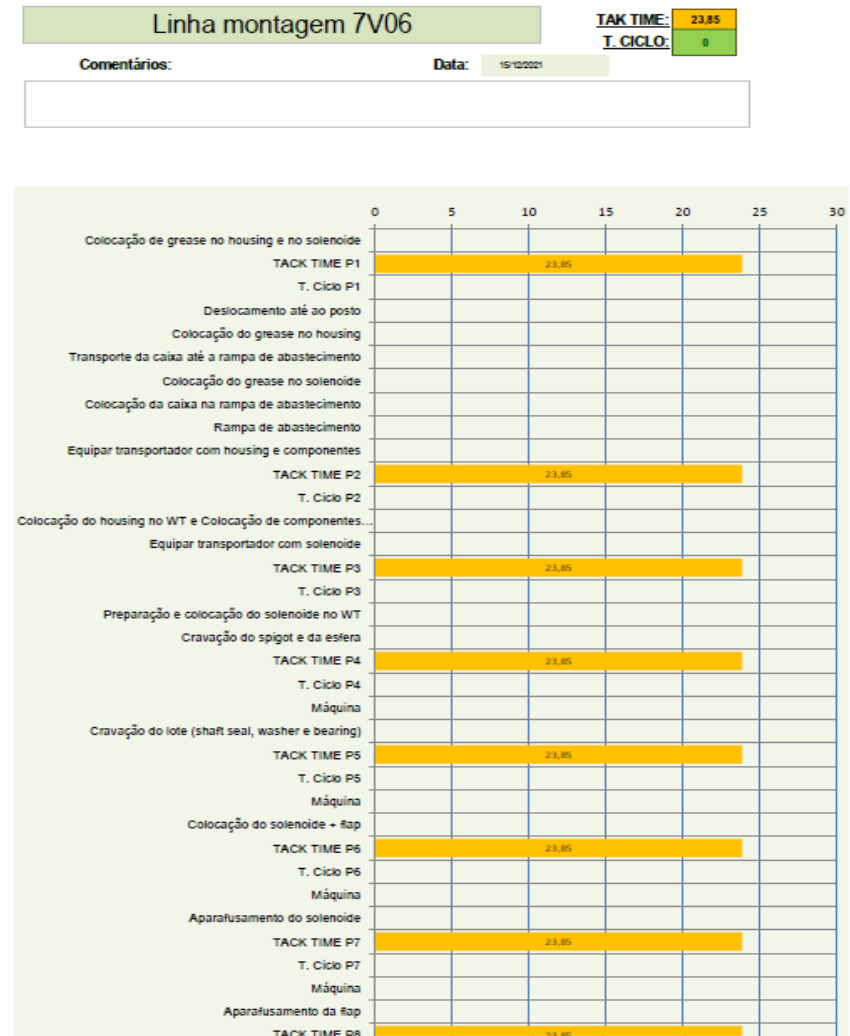 Linha montagem 7V06
TAK TIME: 23,85
T. CICLO: 0
Comentários: Data: 15/12/2021
0 5 10 15 20 25 30
Colocação de grease no housing e no solenoide
TACK TIME P1 23,85
T. Ciclo P1
Deslocamento até ao posto
Colocação do grease no housing
Transporte da caixa até a rampa de abastecimento
Colocação do grease no solenoide
Colocação da caixa na rampa de abastecimento
Rampa de abastecimento
Equipar transportador com housing e componentes
TACK TIME P2 23,85
T. Ciclo P2
Colocação do housing no WT e Colocação de componentes...
Equipar transportador com solenoide
TACK TIME P3 23,85
T. Ciclo P3
Preparação e colocação do solenoide no WT
Cravação do spigot e da esfera
TACK TIME P4 23,85
T. Ciclo P4
Máquina
Cravação do lote (shaft seal, washer e bearing)
TACK TIME P5 23,85
T. Ciclo P5
Máquina
Colocação do solenoide + flap
TACK TIME P6 23,85
T. Ciclo P6
Máquina
Aparafusamento do solenoide
TACK TIME P7 23,85
T. Ciclo P7
Máquina
Aparafusamento da flap
TACK TIME P8 23,85